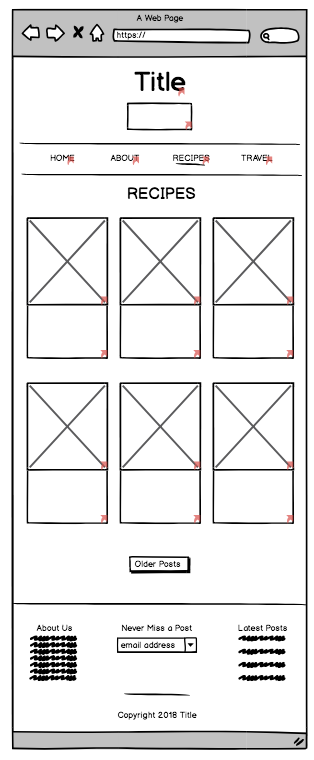 A Web Page
https://
Title
HOME ABOUT RECIPES TRAVEL
RECIPES
Older Posts
About Us Never Miss a Post Latest Posts
email address
Copyright 2018 Title